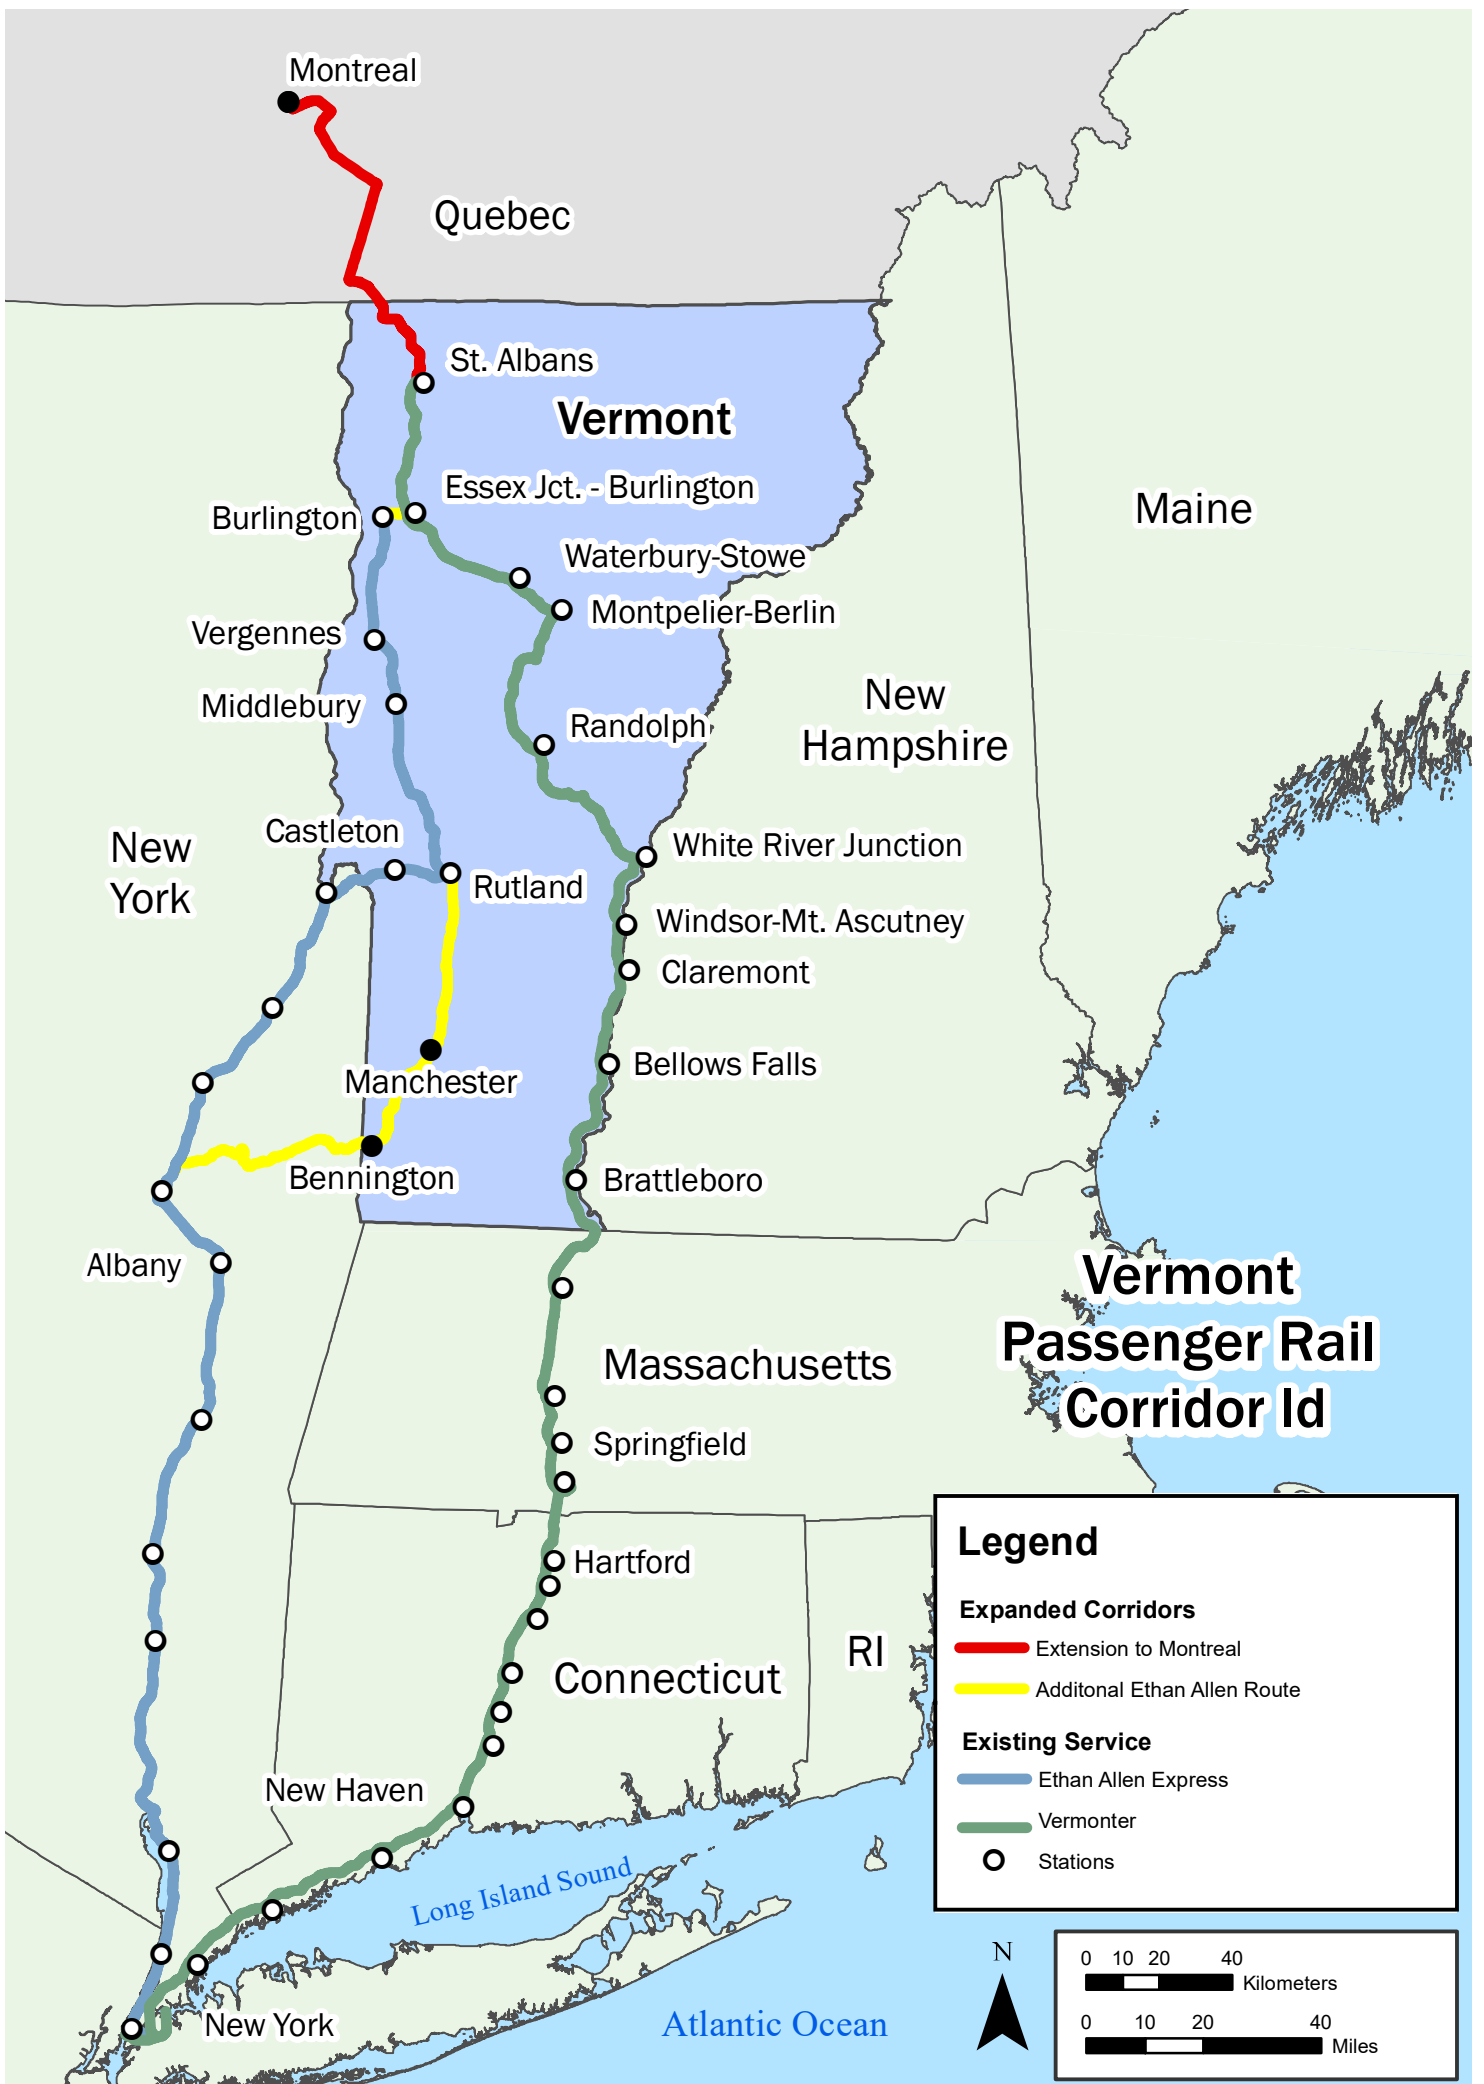 Montreal
Quebec
St. Albans
Vermont
Essex Jct. - Burlington
Burlington
Maine
Waterbury-Stowe
Montpelier-Berlin
Vergennes
New
Hampshire
Middlebury
Randolph
Castleton
New
York
White River Junction
Rutland
Windsor-Mt. Ascutney
Claremont
Bellows Falls
Manchester
Bennington
Brattleboro
Albany
Vermont
Passenger Rail
Corridor Id
Massachusetts
Springfield
Hartford
RI
Connecticut
New Haven
Long Island Sound
New York
Atlantic Ocean
Legend
Expanded Corridors
Extension to Montreal
Additonal Ethan Allen Route
Existing Service
Ethan Allen Express
Vermonter
Stations
N
0 10 20 40
Kilometers
0 10 20 40
Miles